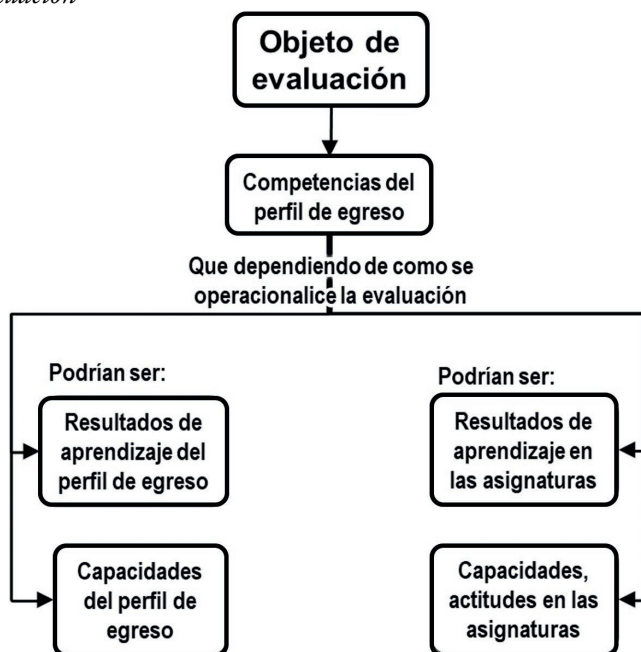 Objeto de
evaluación
Competencias del
perfil de egreso
Que dependiendo de como se
operacionalice la evaluación
Podrían ser:
Resultados de
aprendizaje del
perfil de egreso
Capacidades
del perfil de
egreso
Podrían ser:
Resultados de
aprendizaje en
las asignaturas
Capacidades,
actitudes en las
asignaturas